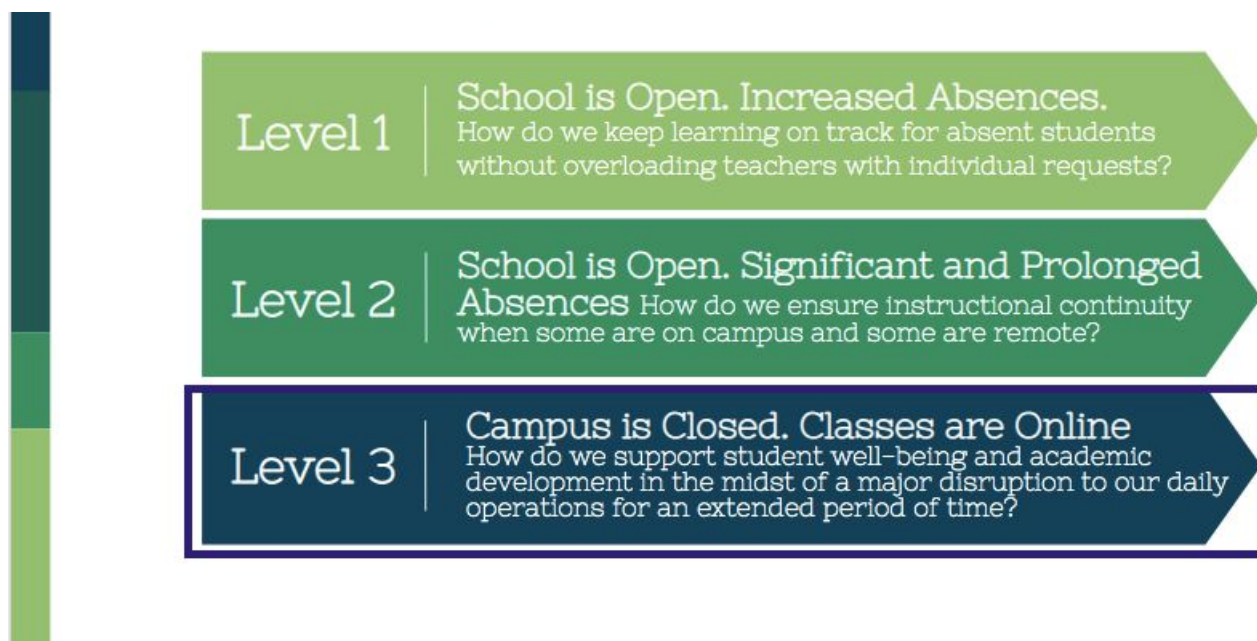 Level 1
School is Open. Increased Absences.
How do we keep learning on track for absent students
without overloading teachers with individual requests?
Level 2
School is Open. Significant and Prolonged
Absences How do we ensure instructional continuity
when some are on campus and some are remote?
Level 3
Campus is Closed. Classes are Online
How do we support student well-being and academic
development in the midst of a major disruption to our daily
operations for an extended period of time?